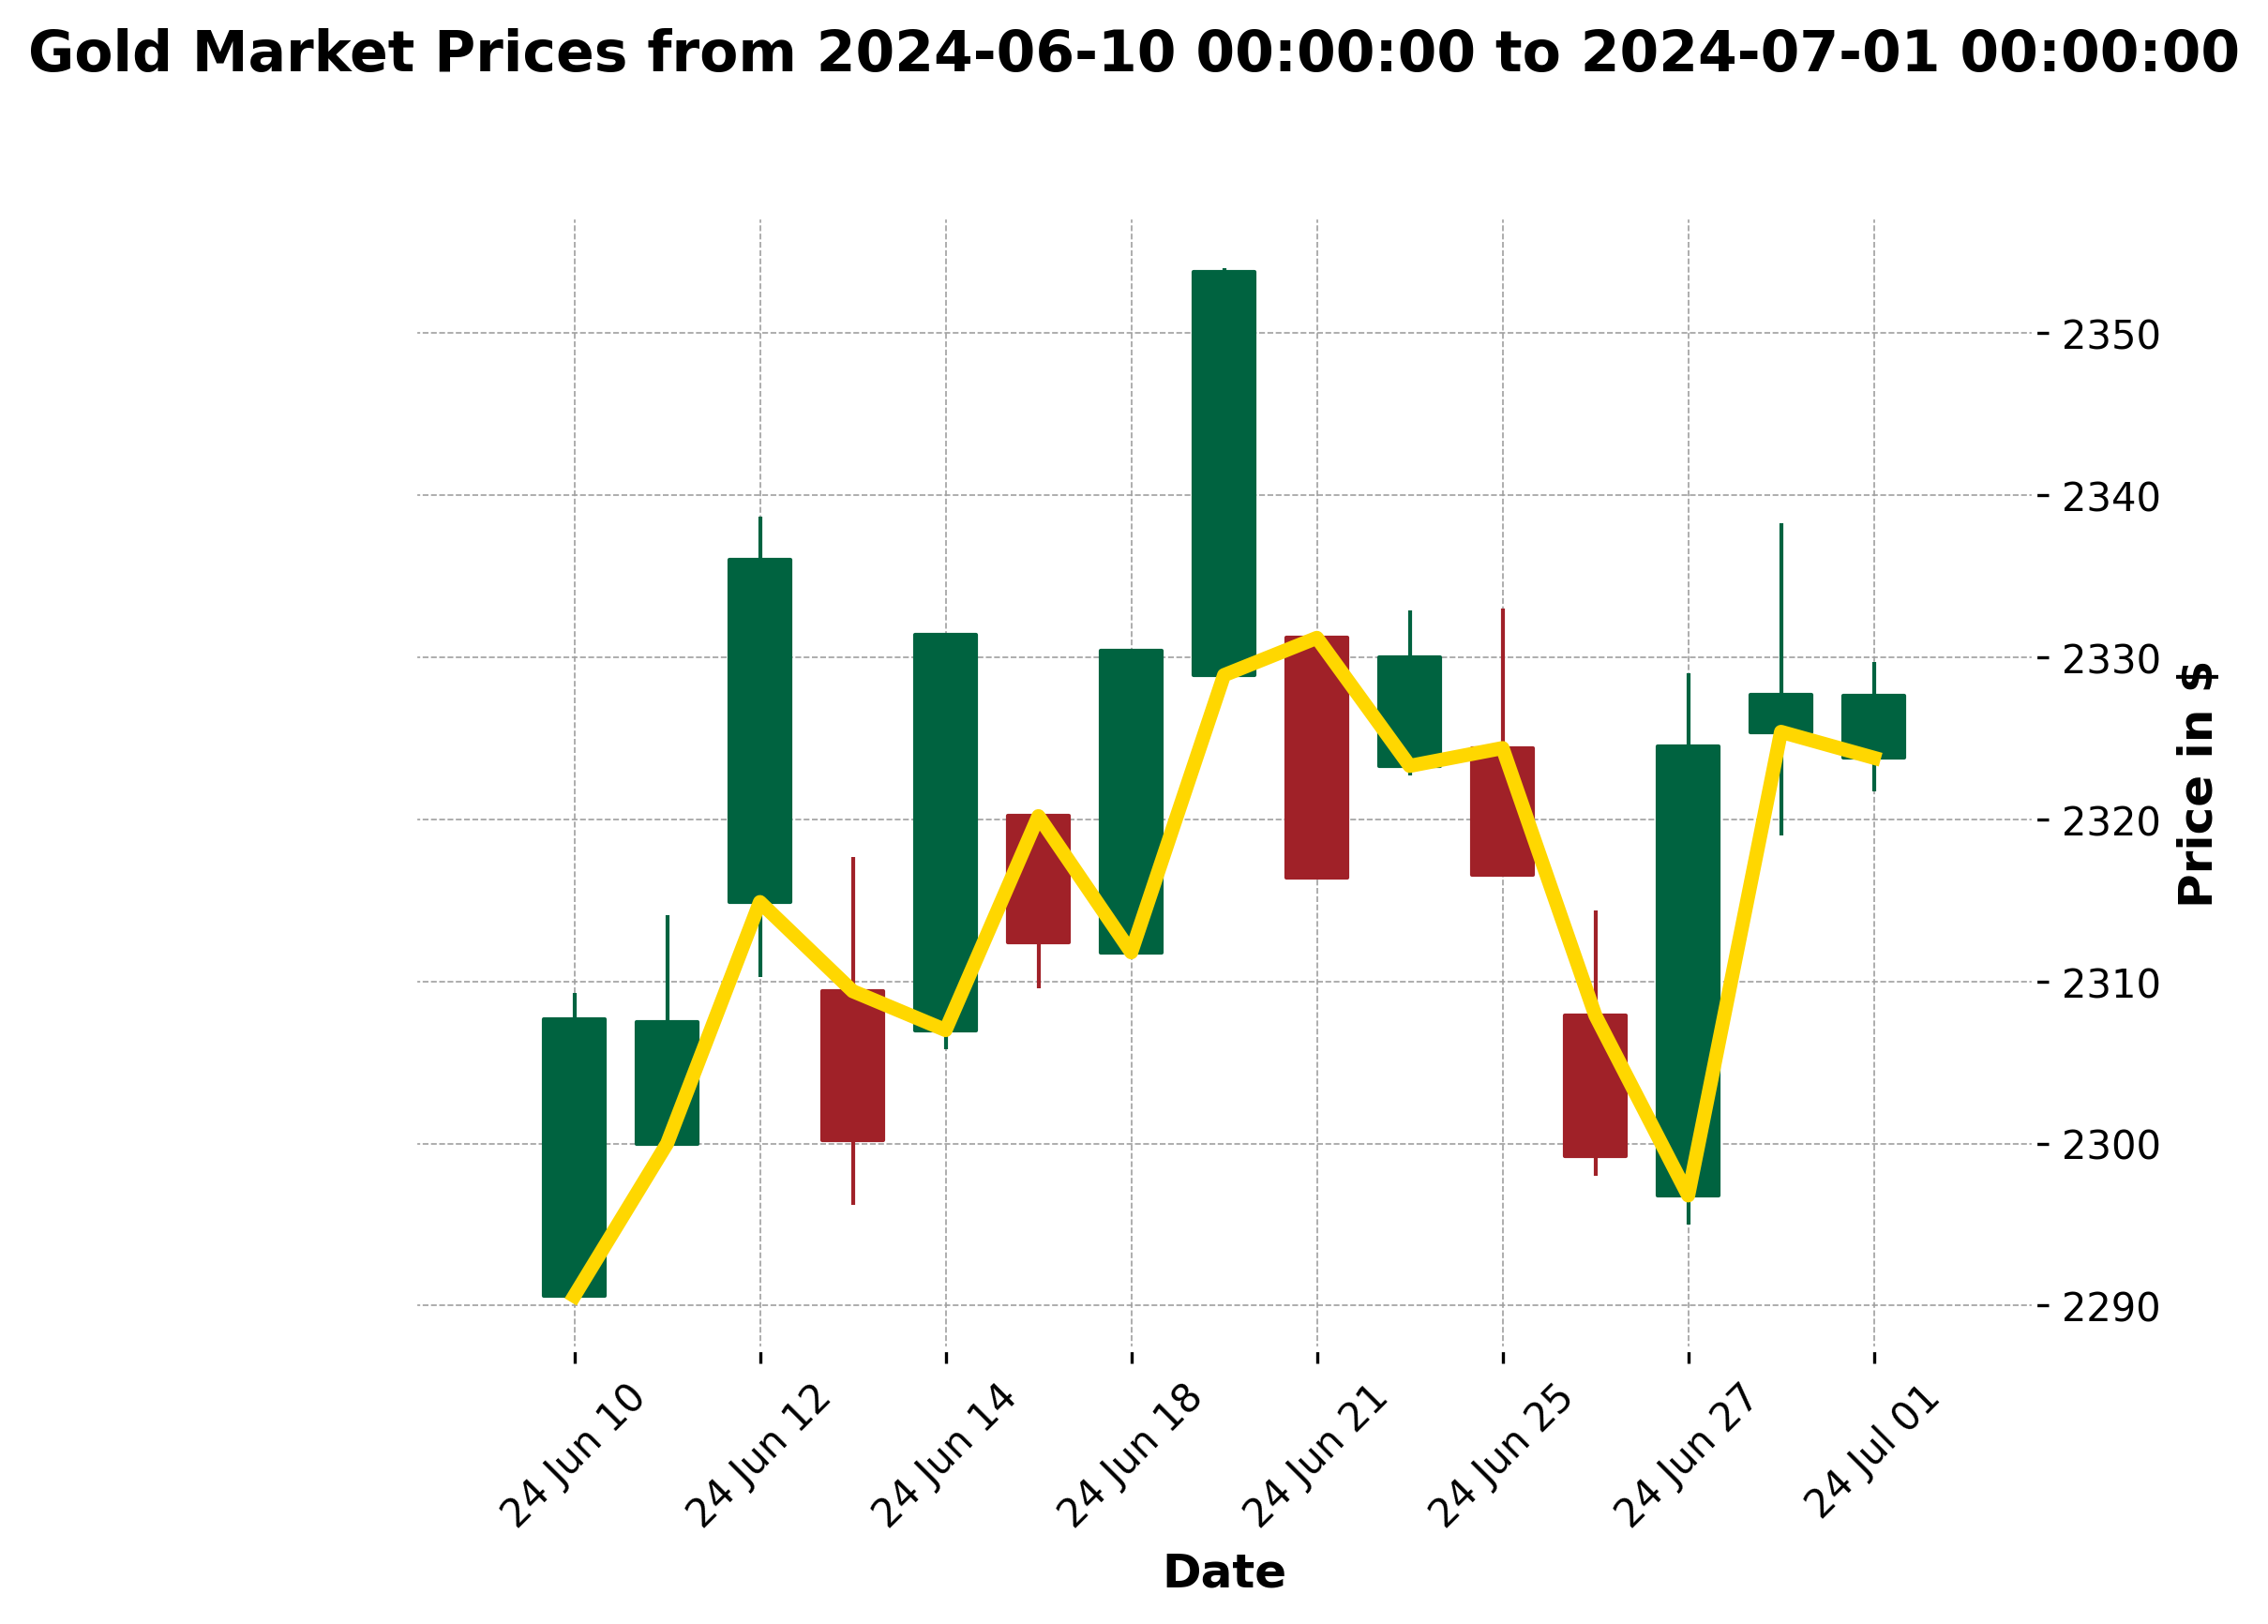 Gold Market Prices from 2024-06-10 00:00:00 to 2024-07-01 00:00:00
2350
2340
2330
2320
2310
2300
2290
Price in $
24 Jun 10
24 Jun 12
24 Jun 14
24 Jun 18
24 Jun 21
24 Jun 25
24 Jun 27
24 Jul 01
Date